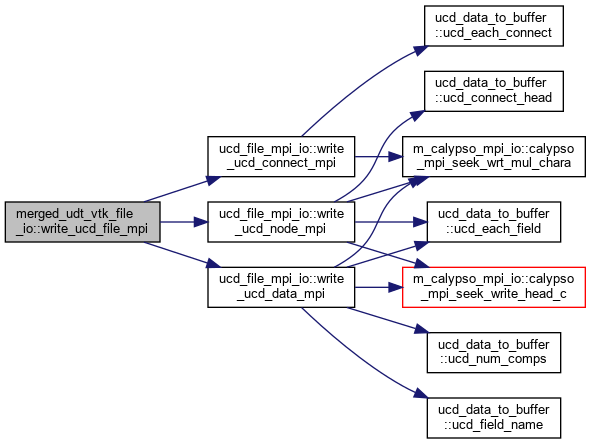 merged_udt_vtk_file
_io::write_ucd_file_mpi
ucd_file_mpi_io::write
_ucd_connect_mpi
ucd_file_mpi_io::write
_ucd_node_mpi
ucd_file_mpi_io::write
_ucd_data_mpi
ucd_data_to_buffer
::ucd_each_connect
ucd_data_to_buffer
::ucd_connect_head
m_calypso_mpi_io::calypso
_mpi_seek_wrt_mul_chara
ucd_data_to_buffer
::ucd_each_field
m_calypso_mpi_io::calypso
_mpi_seek_write_head_c
ucd_data_to_buffer
::ucd_num_comps
ucd_data_to_buffer
::ucd_field_name